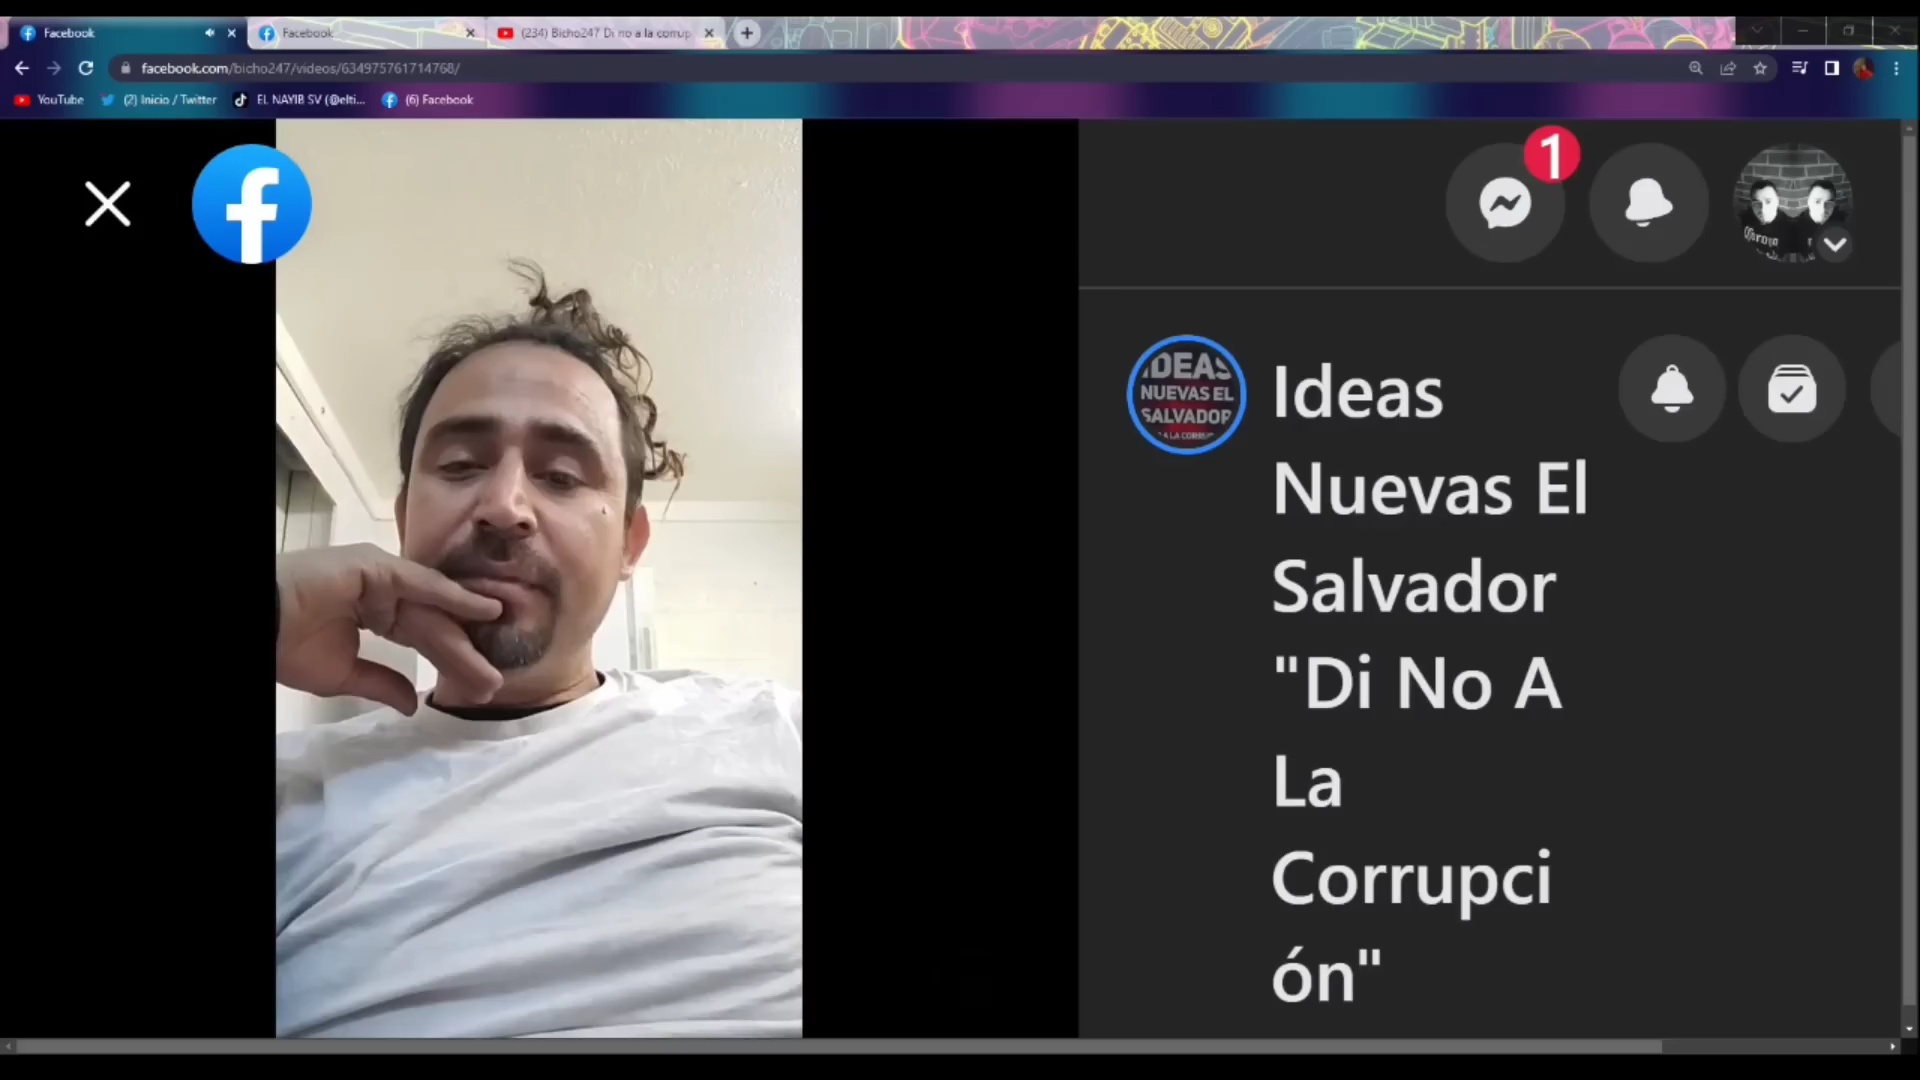 Facebook
Facebook
(234) Bicho247 Di no a la corrup
facebook.com/bicho247/videos/634975761714768/
YouTube
(2) Inicio / Twitter
EL NAYIB SV (@elti...
(6) Facebook
1
IDEAS
NUEVAS EL
SALVADOR
Ideas
Nuevas El
Salvador
"Di No A
La
Corrupci
ón"